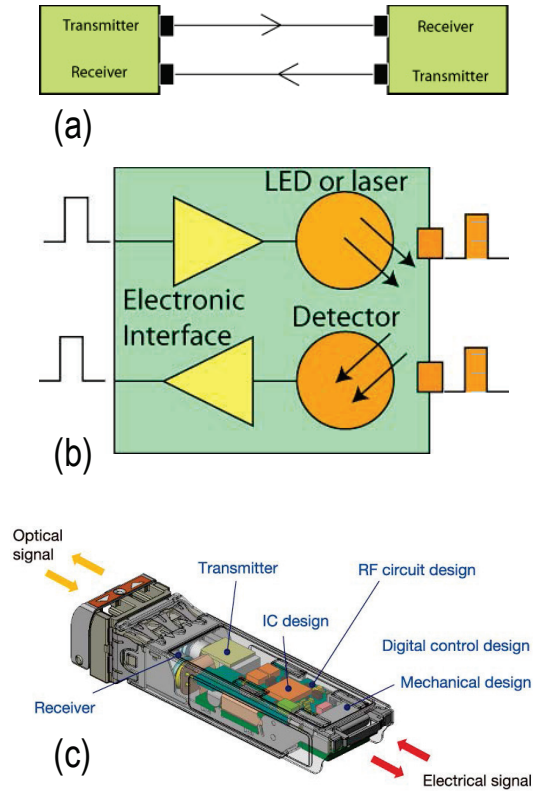 Transmitter
Receiver
Receiver
Transmitter
(a)
LED or laser
Electronic
Interface
Detector
(b)
Optical
signal
Transmitter
RF circuit design
IC design
Digital control design
Mechanical design
Receiver
(c)
Electrical signal